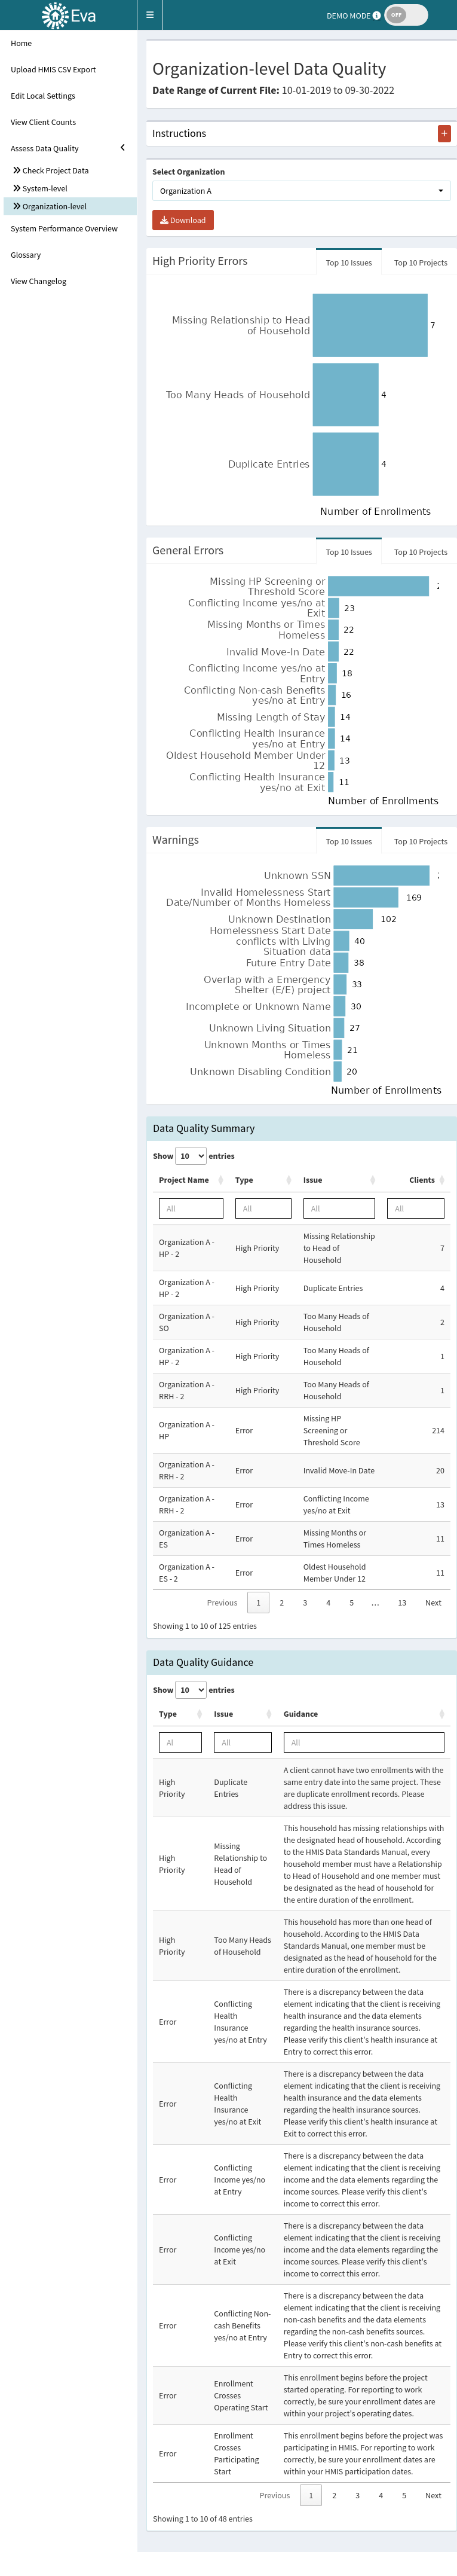 Eva
DEMO MODE
OFF
Home
Upload HMIS CSV Export
Edit Local Settings
View Client Counts
Assess Data Quality
Check Project Data
System-level
Organization-level
System Performance Overview
Glossary
View Changelog
Organization-level Data Quality
Date Range of Current File: 10-01-2019 to 09-30-2022
Instructions
+
Select Organization
Organization A
Download
High Priority Errors
Top 10 Issues
Top 10 Projects
Missing Relationship to Head
of Household
7
Too Many Heads of Household
4
Duplicate Entries
4
Number of Enrollments
General Errors
Top 10 Issues
Top 10 Projects
Missing HP Screening or
Threshold Score
Conflicting Income yes/no at
Exit
23
Missing Months or Times
Homeless
22
Invalid Move-In Date
22
Conflicting Income yes/no at
Entry
18
Conflicting Non-cash Benefits
yes/no at Entry
16
Missing Length of Stay
14
Conflicting Health Insurance
yes/no at Entry
14
Oldest Household Member Under
12
13
Conflicting Health Insurance
yes/no at Exit
11
Number of Enrollments
Warnings
Top 10 Issues
Top 10 Projects
Unknown SSN
Invalid Homelessness Start
Date/Number of Months Homeless
169
Unknown Destination
102
Homelessness Start Date
conflicts with Living
Situation data
40
Future Entry Date
38
Overlap with a Emergency
Shelter (E/E) project
33
Incomplete or Unknown Name
30
Unknown Living Situation
27
Unknown Months or Times
Homeless
21
Unknown Disabling Condition
20
Number of Enrollments
Data Quality Summary
Show 10 entries
Project Name Type Issue Clients
All All All All
Organization A -
HP - 2
High Priority
Missing Relationship
to Head of
Household
7
Organization A -
HP - 2
High Priority
Duplicate Entries
4
Organization A -
SO
High Priority
Too Many Heads of
Household
2
Organization A -
HP - 2
High Priority
Too Many Heads of
Household
1
Organization A -
RRH - 2
High Priority
Too Many Heads of
Household
1
Organization A -
HP
Error
Missing HP
Screening or
Threshold Score
214
Organization A -
RRH - 2
Error
Invalid Move-In Date
20
Organization A -
RRH - 2
Error
Conflicting Income
yes/no at Exit
13
Organization A -
ES
Error
Missing Months or
Times Homeless
11
Organization A -
ES - 2
Error
Oldest Household
Member Under 12
11
Previous 1 2 3 4 5 … 13 Next
Showing 1 to 10 of 125 entries
Data Quality Guidance
Show 10 entries
Type Issue Guidance
Al All All
High
Priority
Duplicate
Entries
A client cannot have two enrollments with the
same entry date into the same project. These
are duplicate enrollment records. Please
address this issue.
High
Priority
Missing
Relationship to
Head of
Household
This household has missing relationships with
the designated head of household. According
to the HMIS Data Standards Manual, every
household member must have a Relationship
to Head of Household and one member must
be designated as the head of household for
the entire duration of the enrollment.
High
Priority
Too Many Heads
of Household
This household has more than one head of
household. According to the HMIS Data
Standards Manual, one member must be
designated as the head of household for the
entire duration of the enrollment.
Error
Conflicting
Health
Insurance
yes/no at Entry
There is a discrepancy between the data
element indicating that the client is receiving
health insurance and the data elements
regarding the health insurance sources.
Please verify this client's health insurance at
Entry to correct this error.
Error
Conflicting
Health
Insurance
yes/no at Exit
There is a discrepancy between the data
element indicating that the client is receiving
health insurance and the data elements
regarding the health insurance sources.
Please verify this client's health insurance at
Exit to correct this error.
Error
Conflicting
Income yes/no
at Entry
There is a discrepancy between the data
element indicating that the client is receiving
income and the data elements regarding the
income sources. Please verify this client's
income to correct this error.
Error
Conflicting
Income yes/no
at Exit
There is a discrepancy between the data
element indicating that the client is receiving
income and the data elements regarding the
income sources. Please verify this client's
income to correct this error.
Error
Conflicting Non-
cash Benefits
yes/no at Entry
There is a discrepancy between the data
element indicating that the client is receiving
non-cash benefits and the data elements
regarding the non-cash benefits sources.
Please verify this client's non-cash benefits at
Entry to correct this error.
Error
Enrollment
Crosses
Operating Start
This enrollment begins before the project
started operating. For reporting to work
correctly, be sure your enrollment dates are
within your project's operating dates.
Error
Enrollment
Crosses
Participating
Start
This enrollment begins before the project was
participating in HMIS. For reporting to work
correctly, be sure your enrollment dates are
within your HMIS participation dates.
Previous 1 2 3 4 5 Next
Showing 1 to 10 of 48 entries